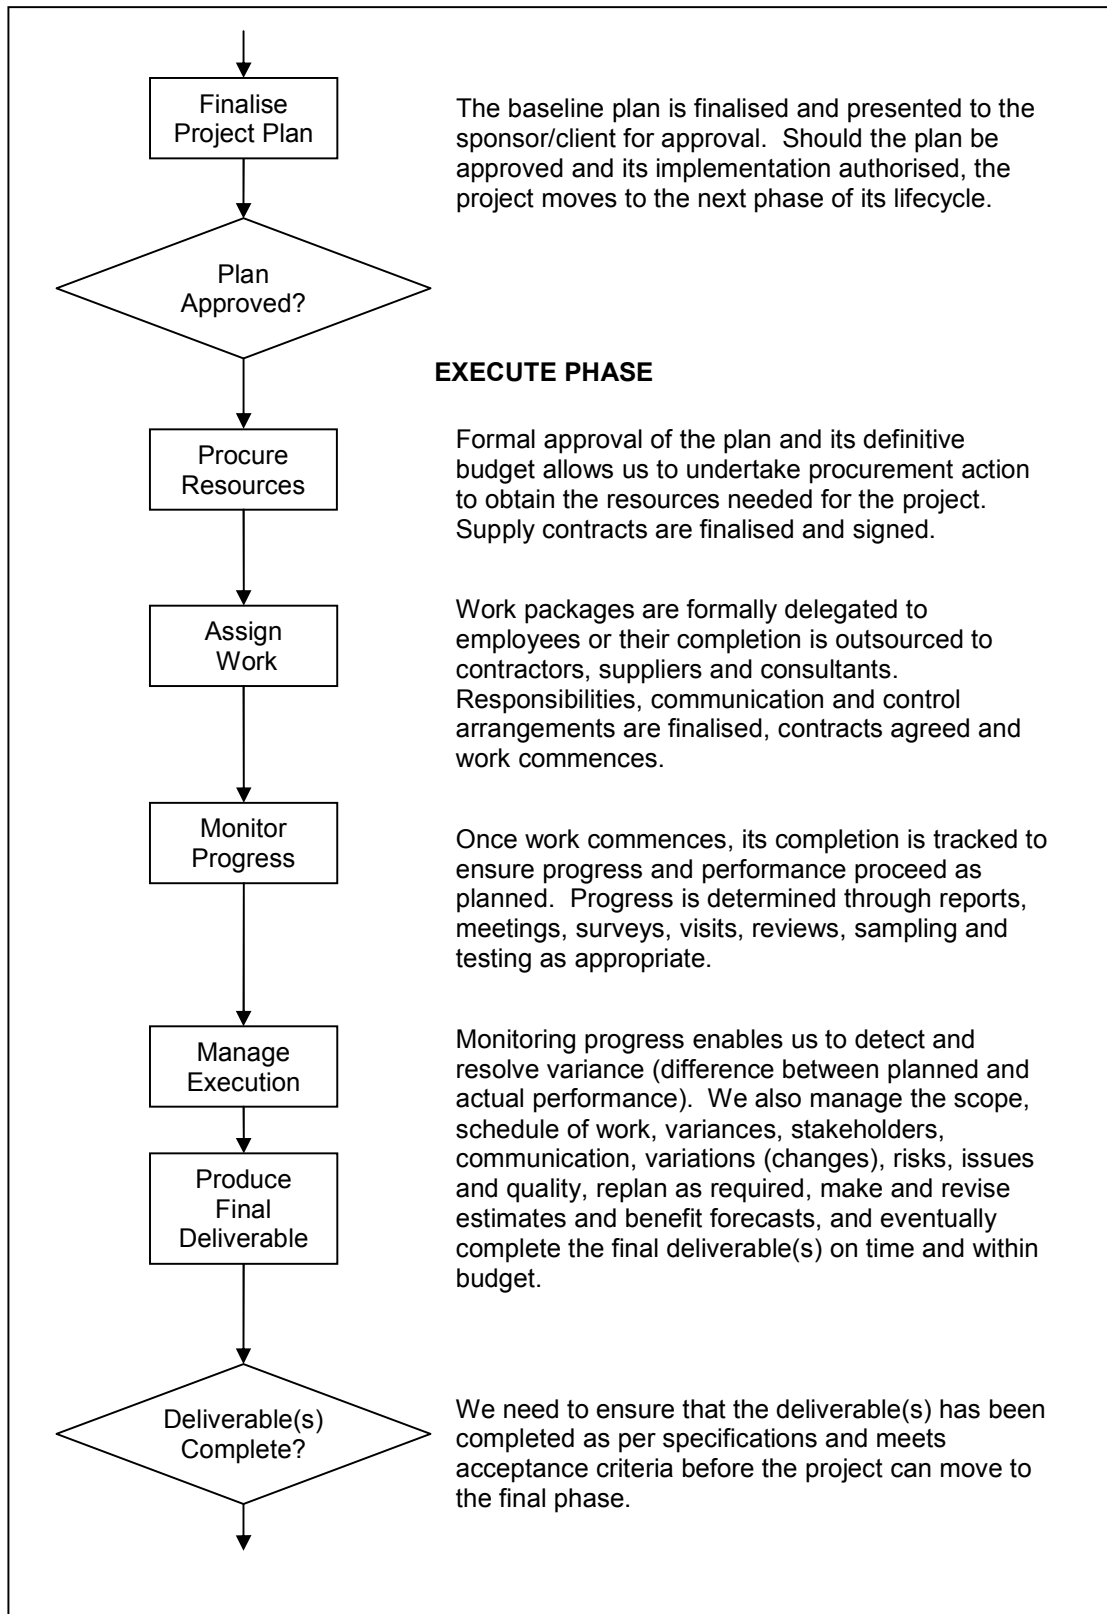 Finalise
Project Plan
The baseline plan is finalised and presented to the
sponsor/client for approval.  Should the plan be
approved and its implementation authorised, the
project moves to the next phase of its lifecycle.
Plan
Approved?
EXECUTE PHASE
Procure
Resources
Formal approval of the plan and its definitive
budget allows us to undertake procurement action
to obtain the resources needed for the project.
Supply contracts are finalised and signed.
Assign
Work
Work packages are formally delegated to
employees or their completion is outsourced to
contractors, suppliers and consultants.
Responsibilities, communication and control
arrangements are finalised, contracts agreed and
work commences.
Monitor
Progress
Once work commences, its completion is tracked to
ensure progress and performance proceed as
planned.  Progress is determined through reports,
meetings, surveys, visits, reviews, sampling and
testing as appropriate.
Manage
Execution
Monitoring progress enables us to detect and
resolve variance (difference between planned and
actual performance).  We also manage the scope,
schedule of work, variances, stakeholders,
communication, variations (changes), risks, issues
and quality, replan as required, make and revise
estimates and benefit forecasts, and eventually
complete the final deliverable(s) on time and within
budget.
Produce
Final
Deliverable
Deliverable(s)
Complete?
We need to ensure that the deliverable(s) has been
completed as per specifications and meets
acceptance criteria before the project can move to
the final phase.